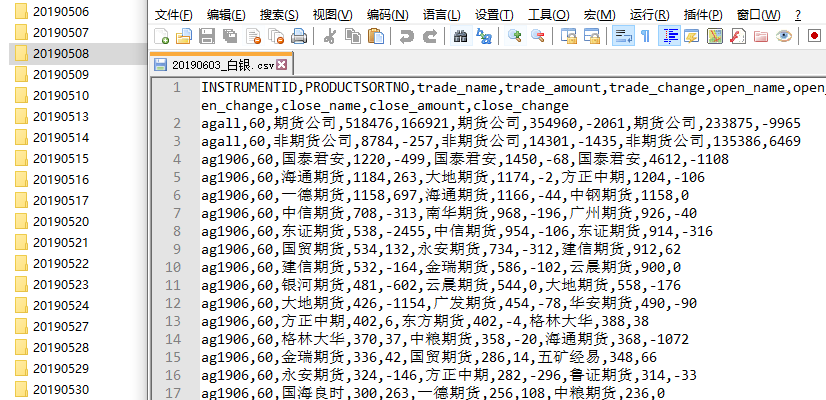 20190506
20190507
20190508
20190509
20190510
20190513
20190514
20190515
20190516
20190517
20190520
20190521
20190522
20190523
20190524
20190527
20190528
20190529
20190530
文件(F) 编辑(E) 搜索(S) 视图(V) 编码(N) 语言(L) 设置(T) 工具(O) 宏(M) 运行(R) 插件(P) 窗口(W) ?
20190603_白银.csv
1 INSTRUMENTID,PRODUCTSORTNO,trade_name,trade_amount,trade_change,open_name,open_
en_change,close_name,close_amount,close_change
2 agall,60,期货公司,518476,166921,期货公司,354960,-2061,期货公司,233875,-9965
3 agall,60,非期货公司,8784,-257,非期货公司,14301,-1435,非期货公司,135386,6469
4 ag1906,60,国泰君安,1220,-499,国泰君安,1450,-68,国泰君安,4612,-1108
5 ag1906,60,海通期货,1184,263,大地期货,1174,-2,方正中期,1204,-106
6 ag1906,60,一德期货,1158,697,海通期货,1166,-44,中钢期货,1158,0
7 ag1906,60,中信期货,708,-313,南华期货,968,-196,广州期货,926,-40
8 ag1906,60,东证期货,538,-2455,中信期货,954,-106,东证期货,914,-316
9 ag1906,60,国贸期货,534,132,永安期货,734,-312,建信期货,912,62
10 ag1906,60,建信期货,532,-164,金瑞期货,586,-102,云晨期货,900,0
11 ag1906,60,银河期货,481,-602,云晨期货,544,0,大地期货,558,-176
12 ag1906,60,大地期货,426,-1154,广发期货,454,-78,华安期货,490,-90
13 ag1906,60,方正中期,402,6,东方期货,402,-4,格林大华,388,38
14 ag1906,60,格林大华,370,37,中粮期货,358,-20,海通期货,368,-1072
15 ag1906,60,金瑞期货,336,42,国贸期货,286,14,五矿经易,348,66
16 ag1906,60,永安期货,324,-146,方正中期,282,-296,鲁证期货,314,-33
17 ag1906,60,国海良时,300,263,一德期货,256,108,中粮期货,236,0